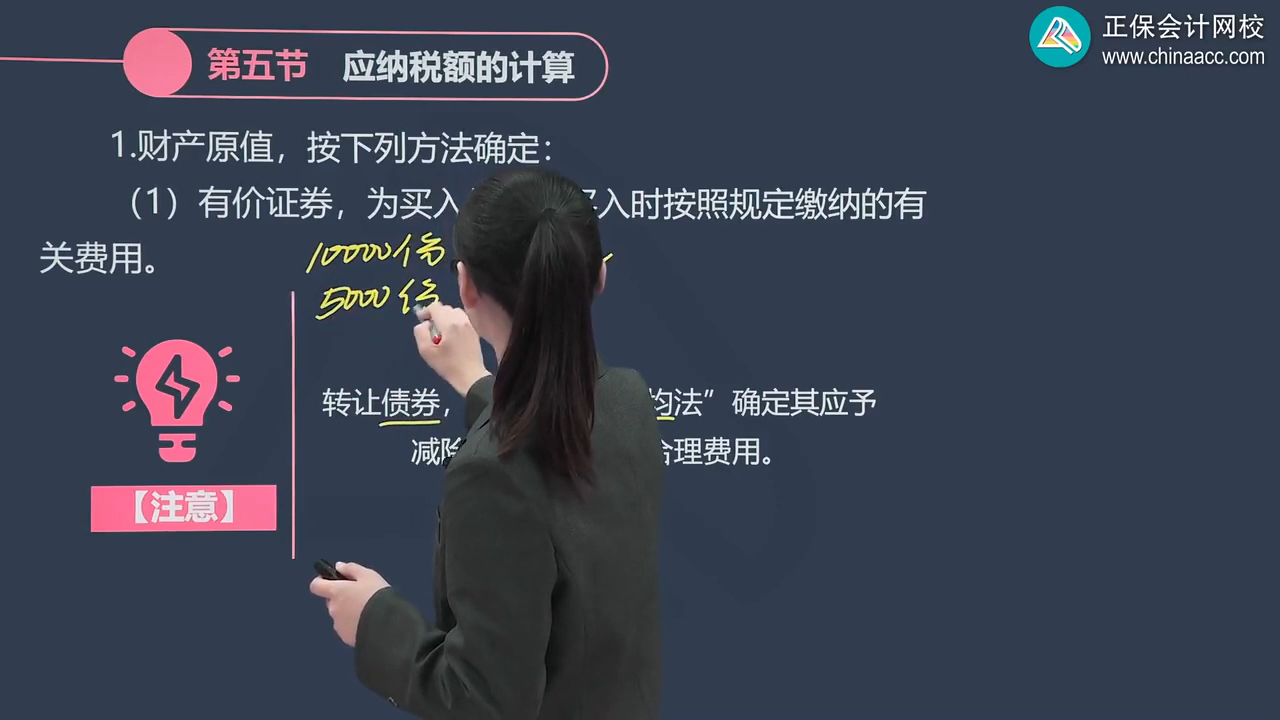 正保会计网校
www.chinaacc.com
第五节 应纳税额的计算
1.财产原值，按下列方法确定：
（1）有价证券，为买入 入时按照规定缴纳的有
关费用。
10000份
5000份
转让债券， 均法”确定其应予
减除 合理费用。
【注意】